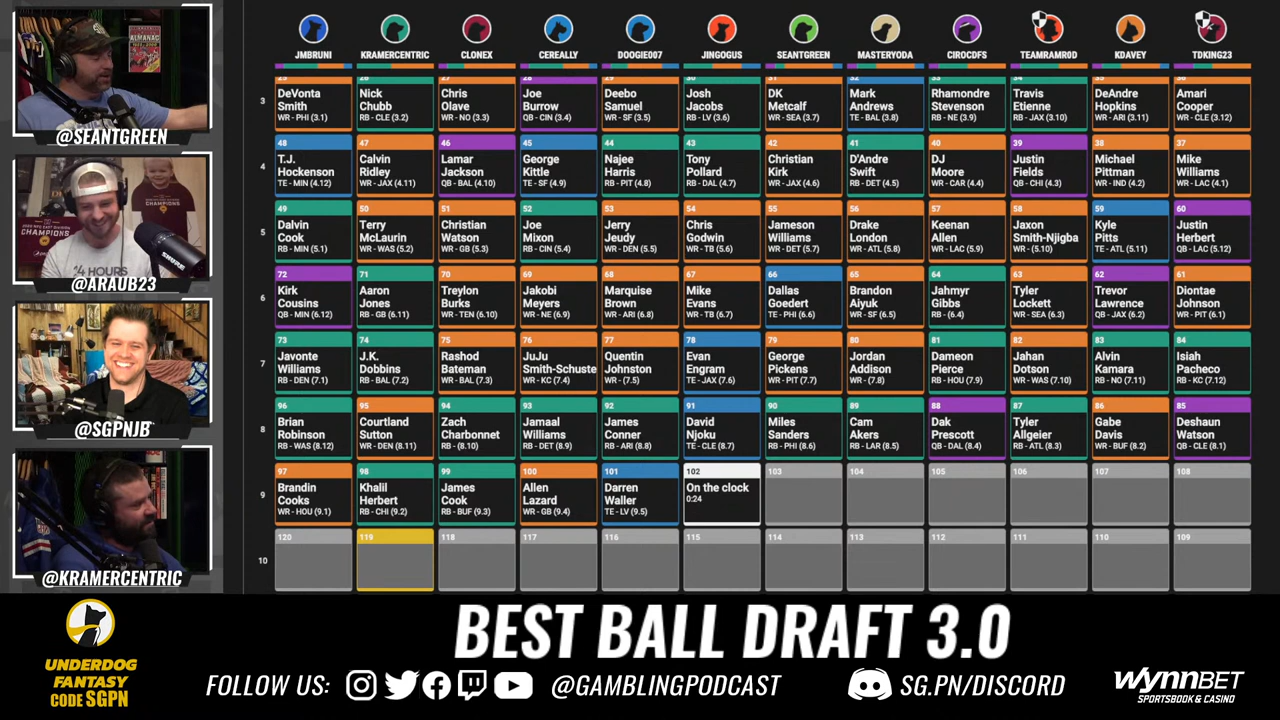 JMBRUNI KRAMERCENTRIC CLONEX CEREALLY DOOGIE007 JINGOGUS SEANTGREEN MASTERYODA CIROCDFS TEAMRAMR0D KDAVEY TDKING23
3
25 26 27 28 29 30 31 32 33 34 35 36
DeVonta Nick Chris Joe Deebo Josh DK Mark Rhamondre Travis DeAndre Amari
Smith Chubb Olave Burrow Samuel Jacobs Metcalf Andrews Stevenson Etienne Hopkins Cooper
WR - PHI (3.1) RB - CLE (3.2) WR - NO (3.3) QB - CIN (3.4) WR - SF (3.5) RB - LV (3.6) WR - SEA (3.7) TE - BAL (3.8) RB - NE (3.9) RB - JAX (3.10) WR - ARI (3.11) WR - CLE (3.12)
4
48 47 46 45 44 43 42 41 40 39 38 37
T.J. Calvin Lamar George Najee Tony Christian D'Andre DJ Justin Michael Mike
Hockenson Ridley Jackson Kittle Harris Pollard Kirk Swift Moore Fields Pittman Williams
TE - MIN (4.12) WR - JAX (4.11) QB - BAL (4.10) TE - SF (4.9) RB - PIT (4.8) RB - DAL (4.7) WR - JAX (4.6) RB - DET (4.5) WR - CAR (4.4) QB - CHI (4.3) WR - IND (4.2) WR - LAC (4.1)
5
49 50 51 52 53 54 55 56 57 58 59 60
Dalvin Terry Christian Joe Jerry Chris Jameson Drake Keenan Jaxon Kyle Justin
Cook McLaurin Watson Mixon Jeudy Godwin Williams London Allen Smith-Njigba Pitts Herbert
RB - MIN (5.1) WR - WAS (5.2) WR - GB (5.3) RB - CIN (5.4) WR - DEN (5.5) WR - TB (5.6) WR - DET (5.7) WR - ATL (5.8) WR - LAC (5.9) WR - (5.10) TE - ATL (5.11) QB - LAC (5.12)
6
72 71 70 69 68 67 66 65 64 63 62 61
Kirk Aaron Treylon Jakobi Marquise Mike Dallas Brandon Jahmyr Tyler Trevor Diontae
Cousins Jones Burks Meyers Brown Evans Goedert Aiyuk Gibbs Lockett Lawrence Johnson
QB - MIN (6.12) RB - GB (6.11) WR - TEN (6.10) WR - NE (6.9) WR - ARI (6.8) WR - TB (6.7) TE - PHI (6.6) WR - SF (6.5) RB - (6.4) WR - SEA (6.3) QB - JAX (6.2) WR - PIT (6.1)
7
73 74 75 76 77 78 79 80 81 82 83 84
Javonte J.K. Rashod JuJu Quentin Evan George Jordan Dameon Jahan Alvin Isiah
Williams Dobbins Bateman Smith-Schuste Johnston Engram Pickens Addison Pierce Dotson Kamara Pacheco
RB - DEN (7.1) RB - BAL (7.2) WR - BAL (7.3) WR - KC (7.4) WR - (7.5) TE - JAX (7.6) WR - PIT (7.7) WR - (7.8) RB - HOU (7.9) WR - WAS (7.10) RB - NO (7.11) RB - KC (7.12)
8
96 95 94 93 92 91 90 89 88 87 86 85
Brian Courtland Zach Jamaal James David Miles Cam Dak Tyler Gabe Deshaun
Robinson Sutton Charbonnet Williams Conner Njoku Sanders Akers Prescott Allgeier Davis Watson
RB - WAS (8.12) WR - DEN (8.11) RB - (8.10) RB - DET (8.9) RB - ARI (8.8) TE - CLE (8.7) RB - PHI (8.6) RB - LAR (8.5) QB - DAL (8.4) RB - ATL (8.3) WR - BUF (8.2) QB - CLE (8.1)
9
97 98 99 100 101 102 103 104 105 106 107 108
Brandin Khalil James Allen Darren On the clock
Cooks Herbert Cook Lazard Waller 0:24
WR - HOU (9.1) RB - CHI (9.2) RB - BUF (9.3) WR - GB (9.4) TE - LV (9.5)
10
120 119 118 117 116 115 114 113 112 111 110 109
ALMANAC
@SEANTGREEN
CHAMPIONS
CHAMPIONS
24 HOURS
SHURE
@ARAUB23
@SGPNJB
@KRAMERCENTRIC
UNDERDOG
FANTASY
CODE SGPN
BEST BALL DRAFT 3.0
FOLLOW US: @GAMBLINGPODCAST SG.PN/DISCORD
WYNNBET
SPORTSBOOK & CASINO